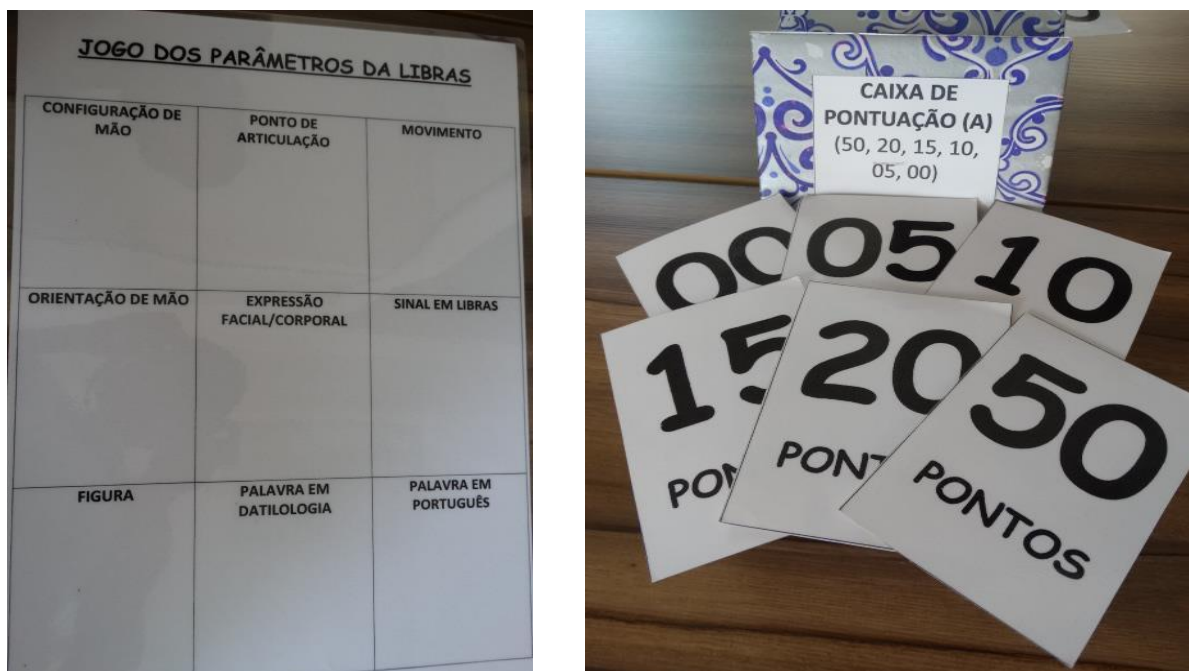 JOGO DOS PARÂMETROS DA LIBRAS
CONFIGURAÇÃO DE
MÃO
PONTO DE
ARTICULAÇÃO
MOVIMENTO
ORIENTAÇÃO DE MÃO
EXPRESSÃO
FACIAL/CORPORAL
SINAL EM LIBRAS
FIGURA
PALAVRA EM
DATILOLOGIA
PALAVRA EM
PORTUGUÊS
CAIXA DE
PONTUAÇÃO (A)
(50, 20, 15, 10,
05, 00)
00
05
10
15
PON
20
PONT
50
PONTOS